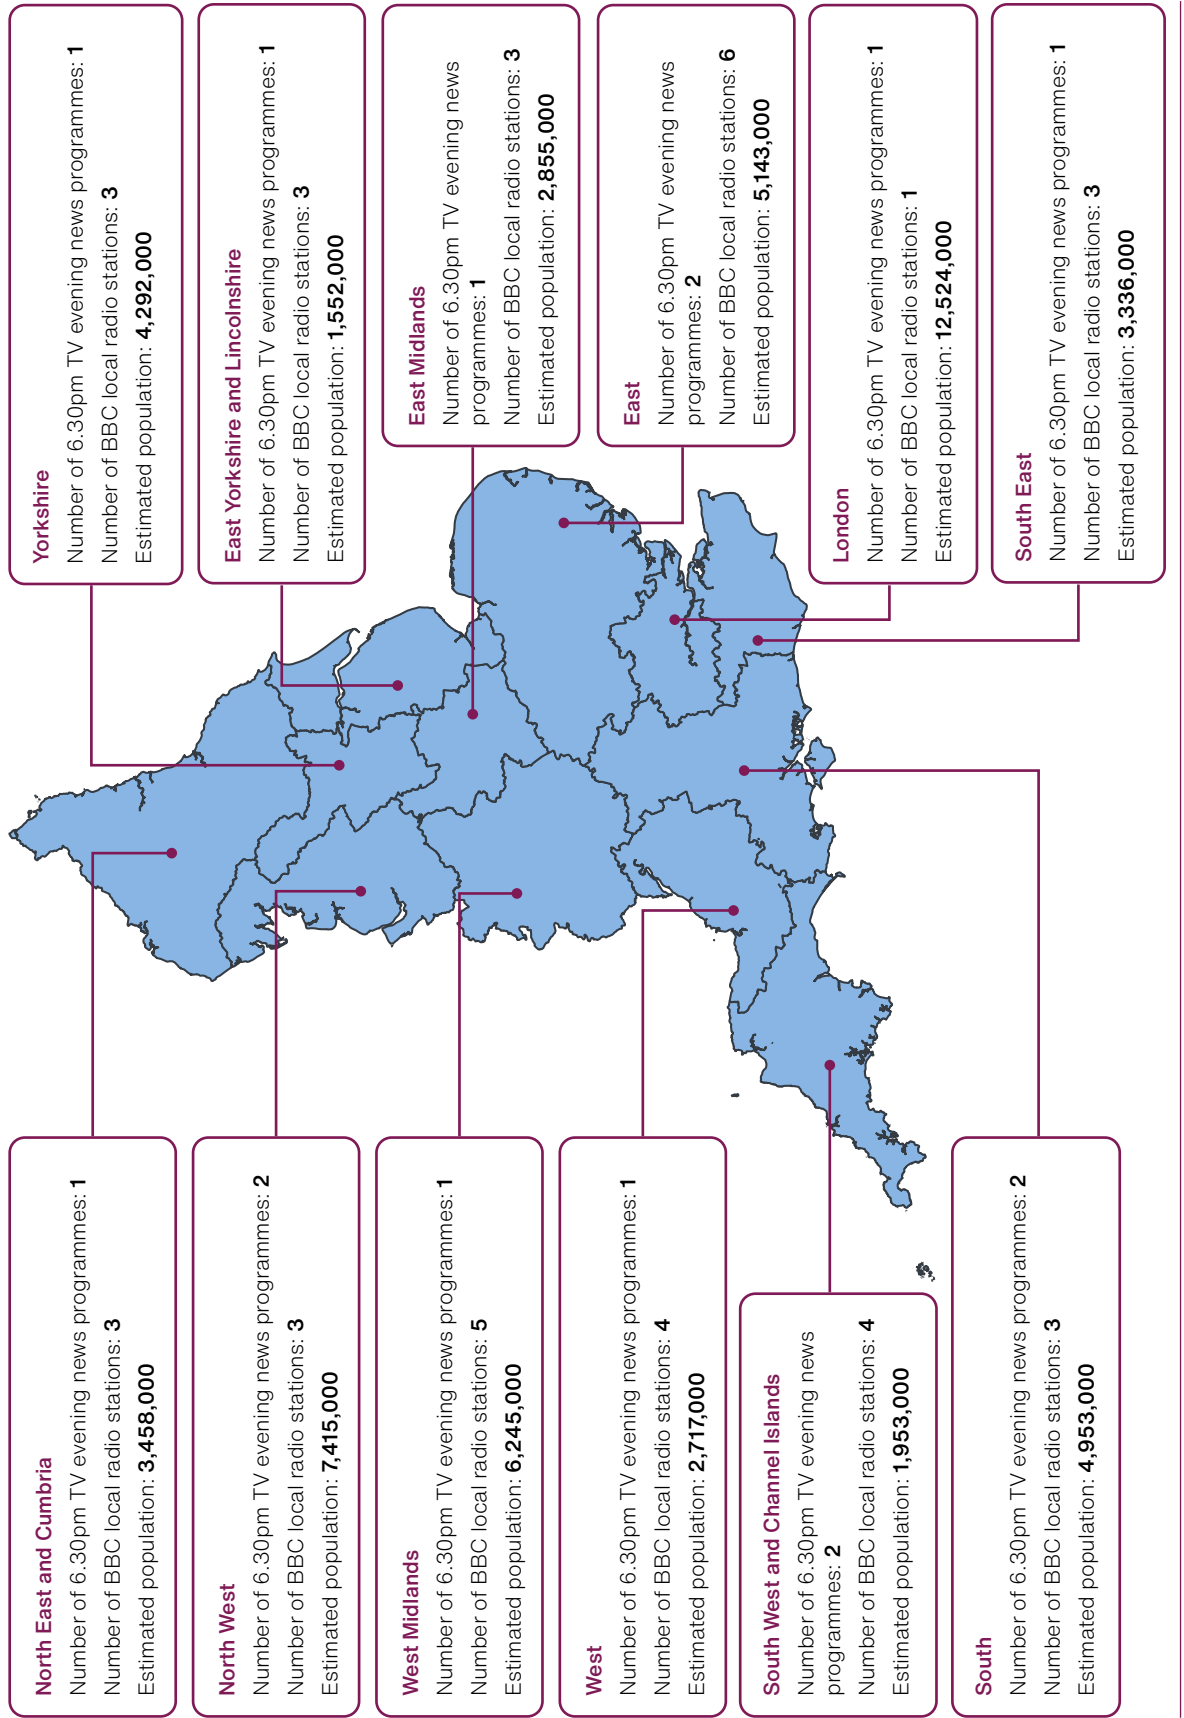 North East and Cumbria
Number of 6.30pm TV evening news programmes: 1
Number of BBC local radio stations: 3
Estimated population: 3,458,000
North West
Number of 6.30pm TV evening news programmes: 2
Number of BBC local radio stations: 3
Estimated population: 7,415,000
West Midlands
Number of 6.30pm TV evening news programmes: 1
Number of BBC local radio stations: 5
Estimated population: 6,245,000
West
Number of 6.30pm TV evening news programmes: 1
Number of BBC local radio stations: 4
Estimated population: 2,717,000
South West and Channel Islands
Number of 6.30pm TV evening news
programmes: 2
Number of BBC local radio stations: 4
Estimated population: 1,953,000
South
Number of 6.30pm TV evening news programmes: 2
Number of BBC local radio stations: 3
Estimated population: 4,953,000
Yorkshire
Number of 6.30pm TV evening news programmes: 1
Number of BBC local radio stations: 3
Estimated population: 4,292,000
East Yorkshire and Lincolnshire
Number of 6.30pm TV evening news programmes: 1
Number of BBC local radio stations: 3
Estimated population: 1,552,000
East Midlands
Number of 6.30pm TV evening news
programmes: 1
Number of BBC local radio stations: 3
Estimated population: 2,855,000
East
Number of 6.30pm TV evening news
programmes: 2
Number of BBC local radio stations: 6
Estimated population: 5,143,000
London
Number of 6.30pm TV evening news programmes: 1
Number of BBC local radio stations: 1
Estimated population: 12,524,000
South East
Number of 6.30pm TV evening news programmes: 1
Number of BBC local radio stations: 3
Estimated population: 3,336,000